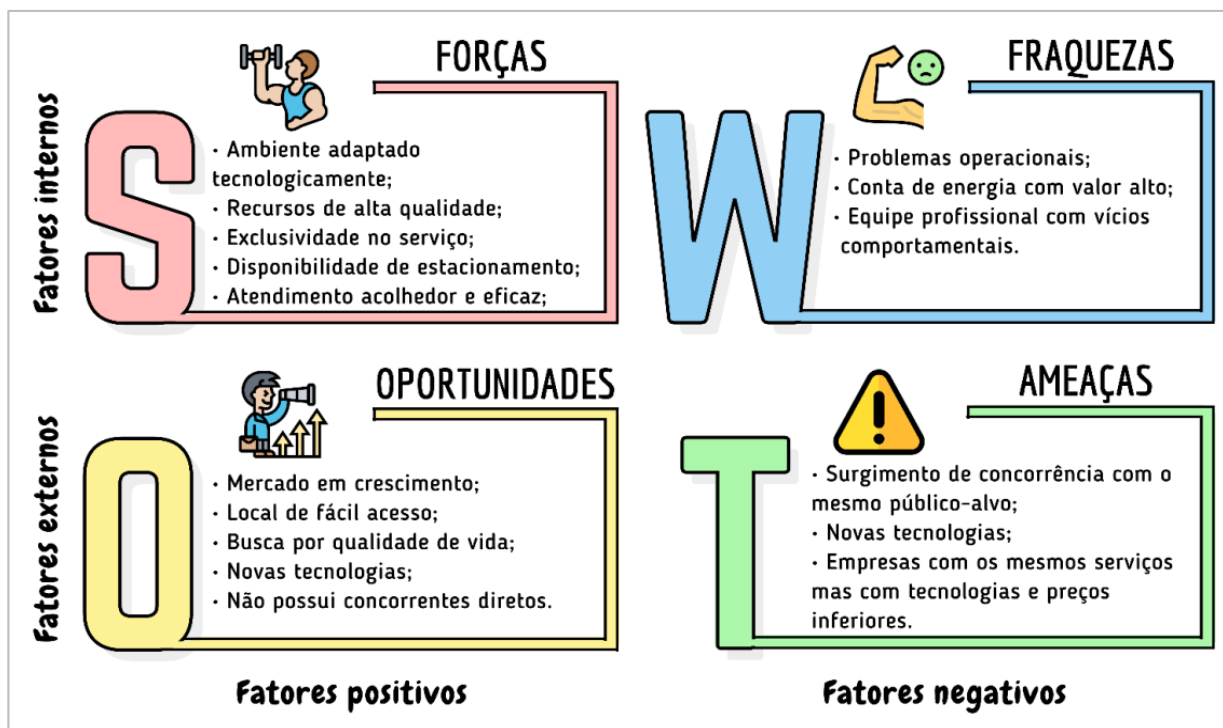 Fatores internos
S
FORÇAS
· Ambiente adaptado
tecnologicamente;
· Recursos de alta qualidade;
· Exclusividade no serviço;
· Disponibilidade de estacionamento;
· Atendimento acolhedor e eficaz;
W
FRAQUEZAS
· Problemas operacionais;
· Conta de energia com valor alto;
· Equipe profissional com vícios
comportamentais.
Fatores externos
O
OPORTUNIDADES
· Mercado em crescimento;
· Local de fácil acesso;
· Busca por qualidade de vida;
· Novas tecnologias;
· Não possui concorrentes diretos.
T
AMEAÇAS
· Surgimento de concorrência com o
mesmo público-alvo;
· Novas tecnologias;
· Empresas com os mesmos serviços
mas com tecnologias e preços
inferiores.
Fatores positivos
Fatores negativos